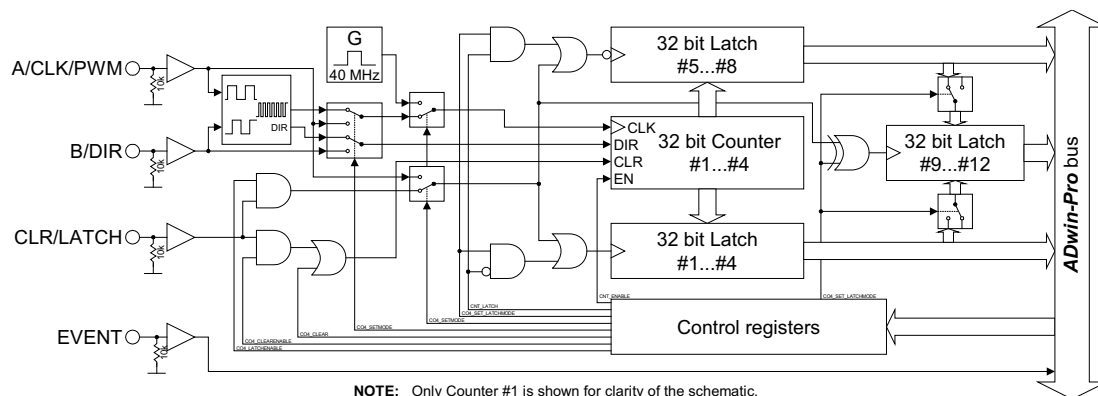 A/CLK/PWM
10k
B/DIR
10k
CLR/LATCH
10k
EVENT
10k
DIR
G
40 MHz
32 bit Latch
#5...#8
CLK
DIR
CLR
EN
32 bit Counter
#1...#4
32 bit Latch
#9...#12
32 bit Latch
#1...#4
ADwin-Pro bus
CNT_ENABLE
CO4_SET_LATCHMODE
CNT_LATCH
CO4_SET_LATCHMODE
CO4_SETMODE
CO4_SETMODE
CO4_CLEAR
CO4_CLEARENABLE
CO4_LATCHENABLE
Control registers
NOTE: Only Counter #1 is shown for clarity of the schematic.